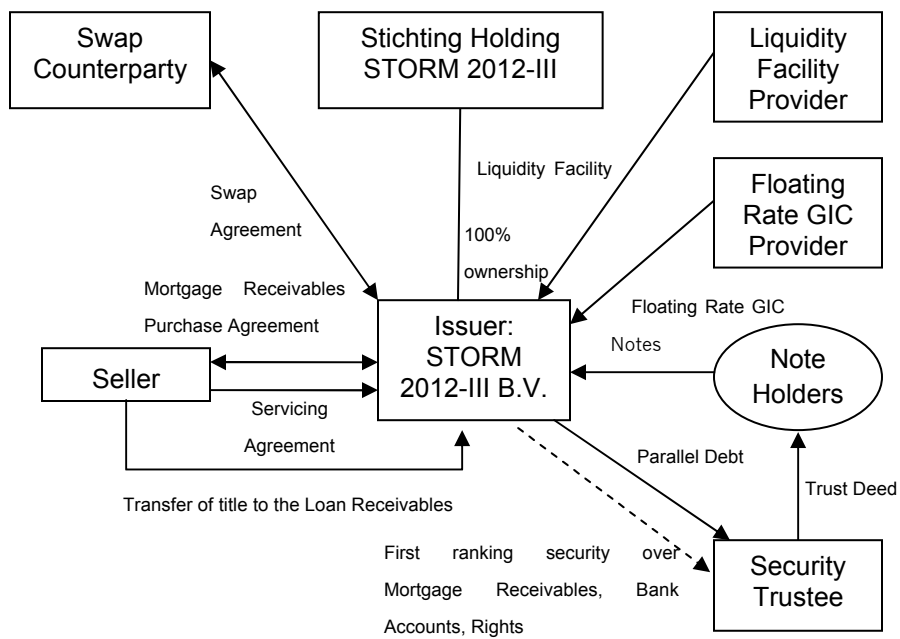 Swap
Counterparty
Stichting Holding
STORM 2012-III
Liquidity
Facility
Provider
Liquidity Facility
Swap
Agreement
Floating
Rate GIC
Provider
100%
ownership
Mortgage Receivables
Purchase Agreement
Floating Rate GIC
Issuer:
STORM
2012-III B.V.
Notes
Note
Holders
Seller
Servicing
Agreement
Parallel Debt
Trust Deed
Transfer of title to the Loan Receivables
First ranking security over
Mortgage Receivables, Bank
Accounts, Rights
Security
Trustee